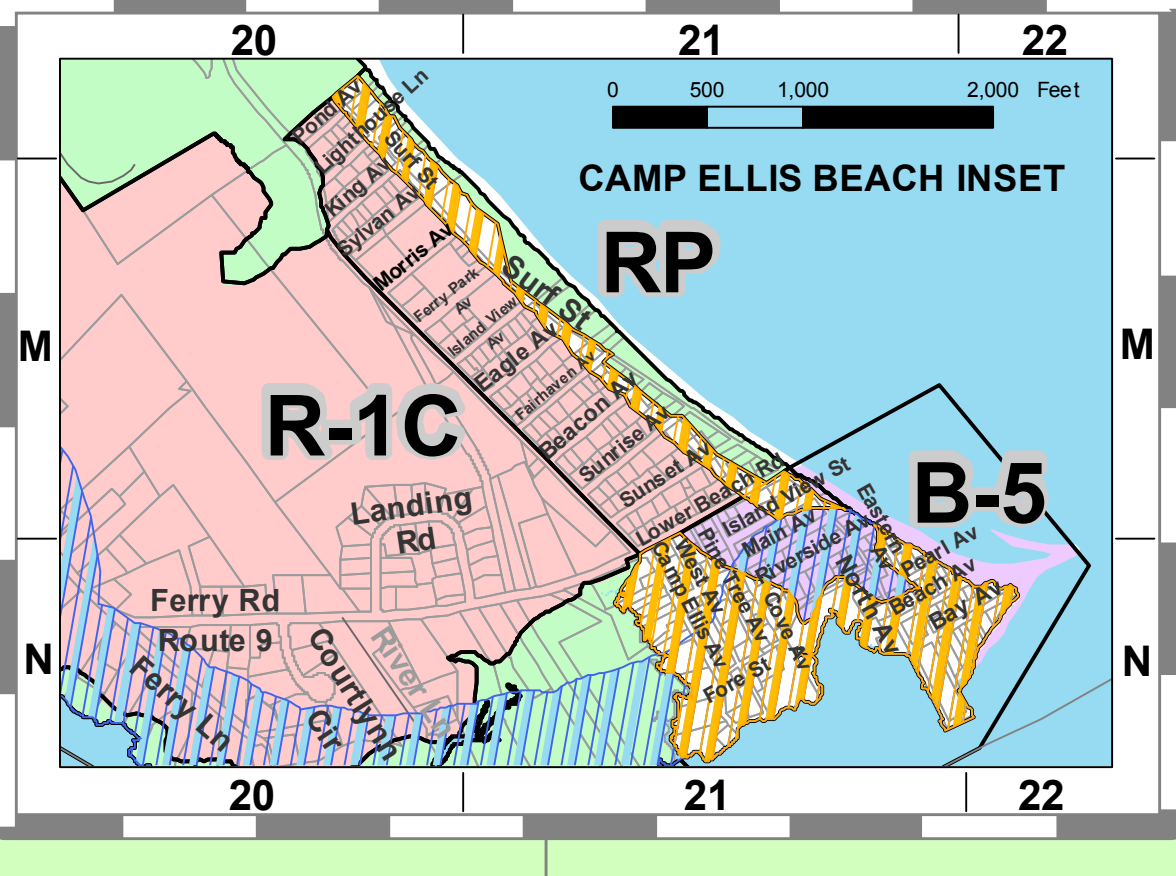 20 21 22
0 500 1,000 2,000 Feet
CAMP ELLIS BEACH INSET
Pond Av
Lighthouse Ln
Surf St
King Av
Sylvan Av
Morris Av
RP
Surf St
Ferry Park
Av
Island View
Av
M
M
Eagle Av
Fairhaven Av
R-1C
Beacon Av
Sunrise Av
Sunset Av
Lower Beach Rd
Island View St
B-5
Landing
Rd
Main Av
Riverside Av
Eastern
Av
Pearl Av
Beach Av
Bay Av
North Av
Pine Tree Av
West Av
Camp Ellis Av
Cove Av
Fore St
Ferry Rd
Route 9
N
N
Ferry Ln
Courtlynn
Cir
River Ln
20 21 22